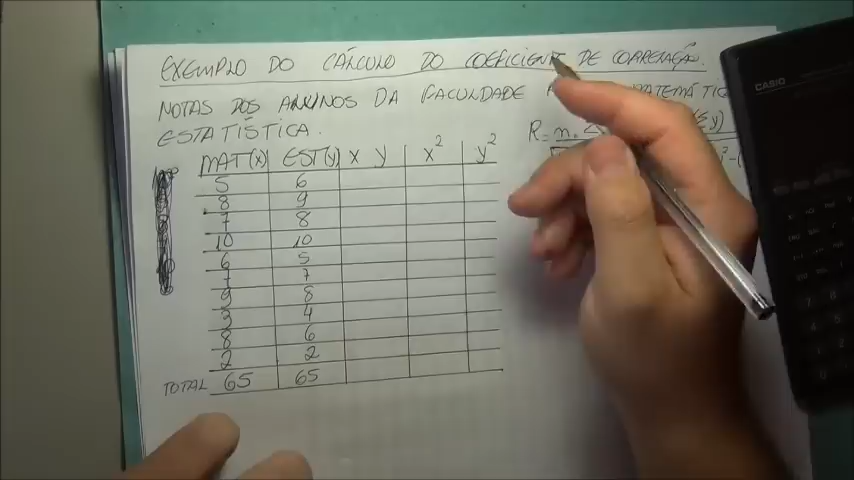 EXEMPLO DO CÁLCULO DO COEFICIENTE DE CORRELAÇÃO.
NOTAS DOS ALUNOS DA FACULDADE
ESTATÍSTICA.
R = n.
MAT(x) EST(y) x y x² y²
5 6
8 9
7 8
10 10
6 5
7 7
9 8
3 4
8 6
2 2
TOTAL 65 65
CASIO